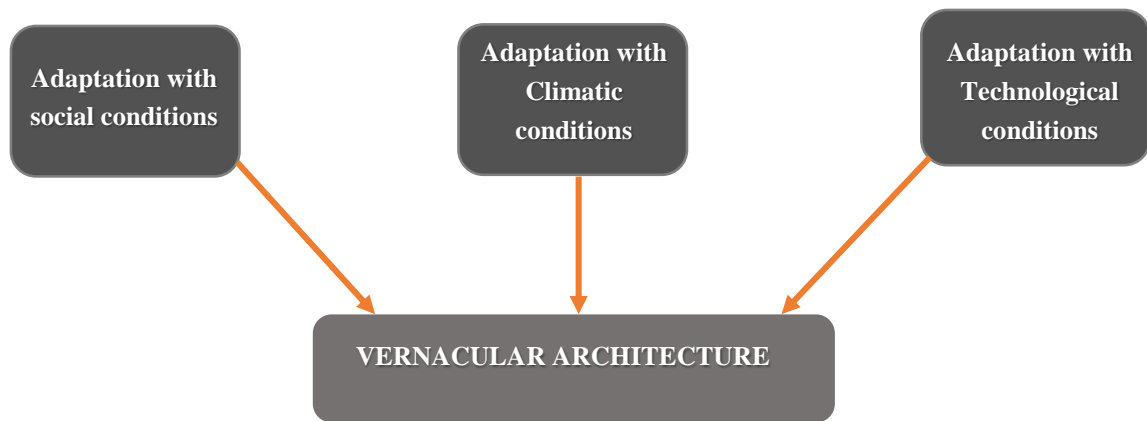 Adaptation with
social conditions
Adaptation with
Climatic
conditions
Adaptation with
Technological
conditions
VERNACULAR ARCHITECTURE